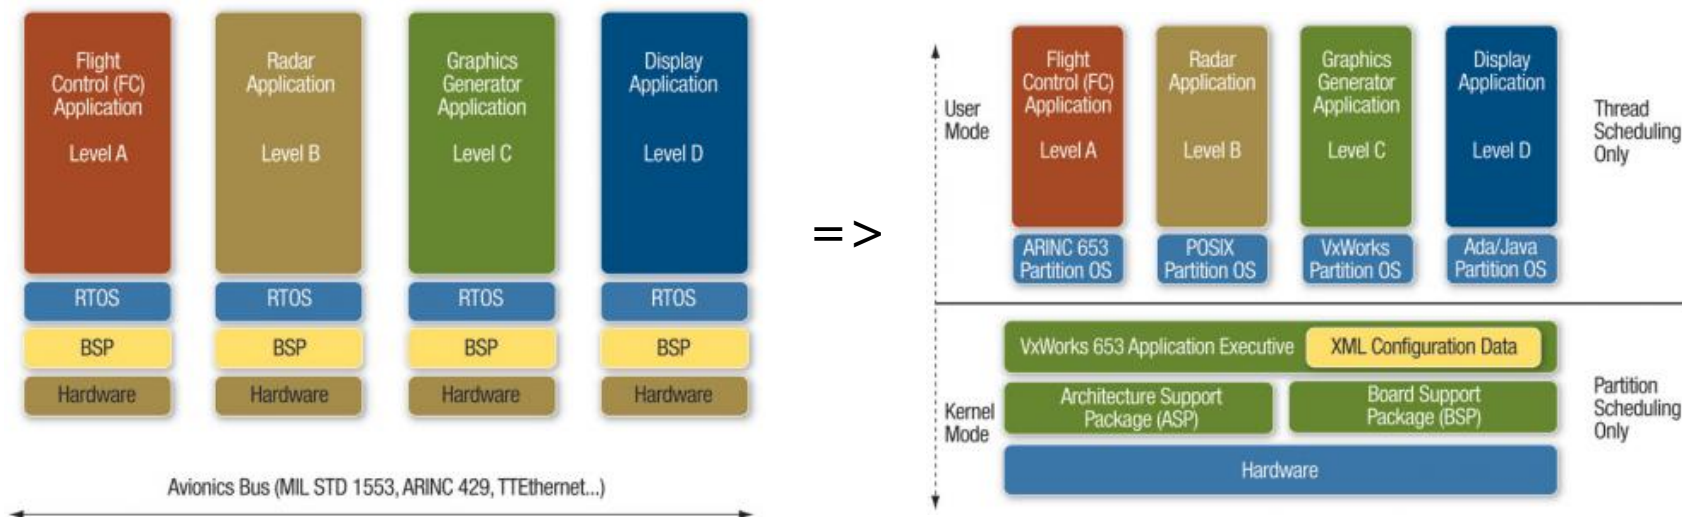 Flight
Control (FC)
Application
Level A
Radar
Application
Level B
Graphics
Generator
Application
Level C
Display
Application
Level D
RTOS
RTOS
RTOS
RTOS
BSP
BSP
BSP
BSP
Hardware
Hardware
Hardware
Hardware
Avionics Bus (MIL STD 1553, ARINC 429, TTEthernet...)
=>
User
Mode
Flight
Control (FC)
Application
Level A
Radar
Application
Level B
Graphics
Generator
Application
Level C
Display
Application
Level D
Thread
Scheduling
Only
ARINC 653
Partition OS
POSIX
Partition OS
VxWorks
Partition OS
Ada/Java
Partition OS
Kernel
Mode
VxWorks 653 Application Executive
XML Configuration Data
Architecture Support
Package (ASP)
Board Support
Package (BSP)
Hardware
Partition
Scheduling
Only